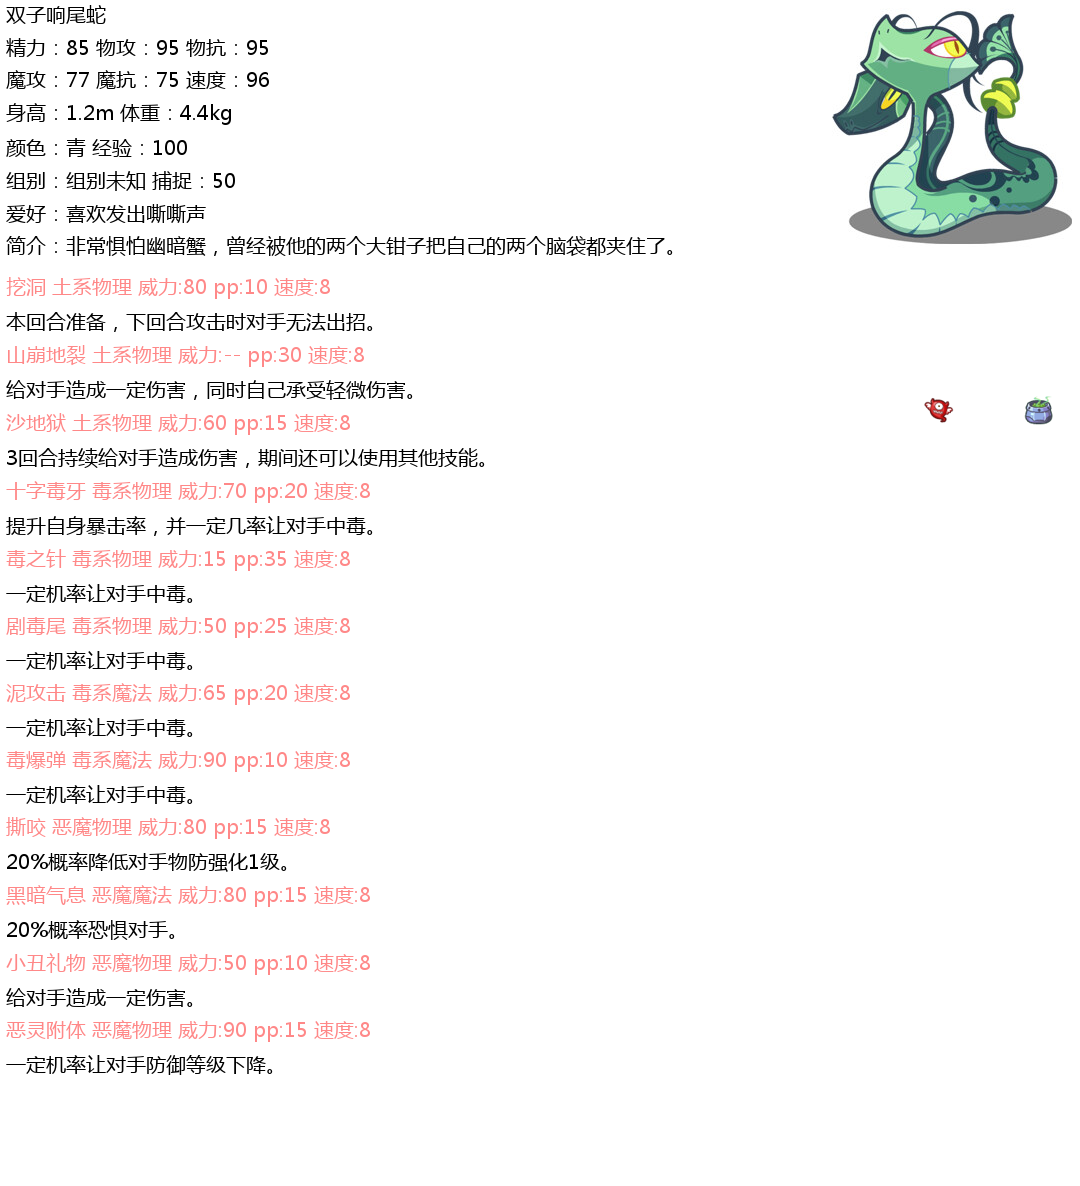 双子响尾蛇
精力：85 物攻：95 物抗：95
魔攻：77 魔抗：75 速度：96
身高：1.2m 体重：4.4kg
颜色：青 经验：100
组别：组别未知 捕捉：50
爱好：喜欢发出嘶嘶声
简介：非常惧怕幽暗蟹，曾经被他的两个大钳子把自己的两个脑袋都夹住了。
挖洞 土系物理 威力:80 pp:10 速度:8
本回合准备，下回合攻击时对手无法出招。
山崩地裂 土系物理 威力:-- pp:30 速度:8
给对手造成一定伤害，同时自己承受轻微伤害。
沙地狱 土系物理 威力:60 pp:15 速度:8
3回合持续给对手造成伤害，期间还可以使用其他技能。
十字毒牙 毒系物理 威力:70 pp:20 速度:8
提升自身暴击率，并一定几率让对手中毒。
毒之针 毒系物理 威力:15 pp:35 速度:8
一定机率让对手中毒。
剧毒尾 毒系物理 威力:50 pp:25 速度:8
一定机率让对手中毒。
泥攻击 毒系魔法 威力:65 pp:20 速度:8
一定机率让对手中毒。
毒爆弹 毒系魔法 威力:90 pp:10 速度:8
一定机率让对手中毒。
撕咬 恶魔物理 威力:80 pp:15 速度:8
20%概率降低对手物防强化1级。
黑暗气息 恶魔魔法 威力:80 pp:15 速度:8
20%概率恐惧对手。
小丑礼物 恶魔物理 威力:50 pp:10 速度:8
给对手造成一定伤害。
恶灵附体 恶魔物理 威力:90 pp:15 速度:8
一定机率让对手防御等级下降。